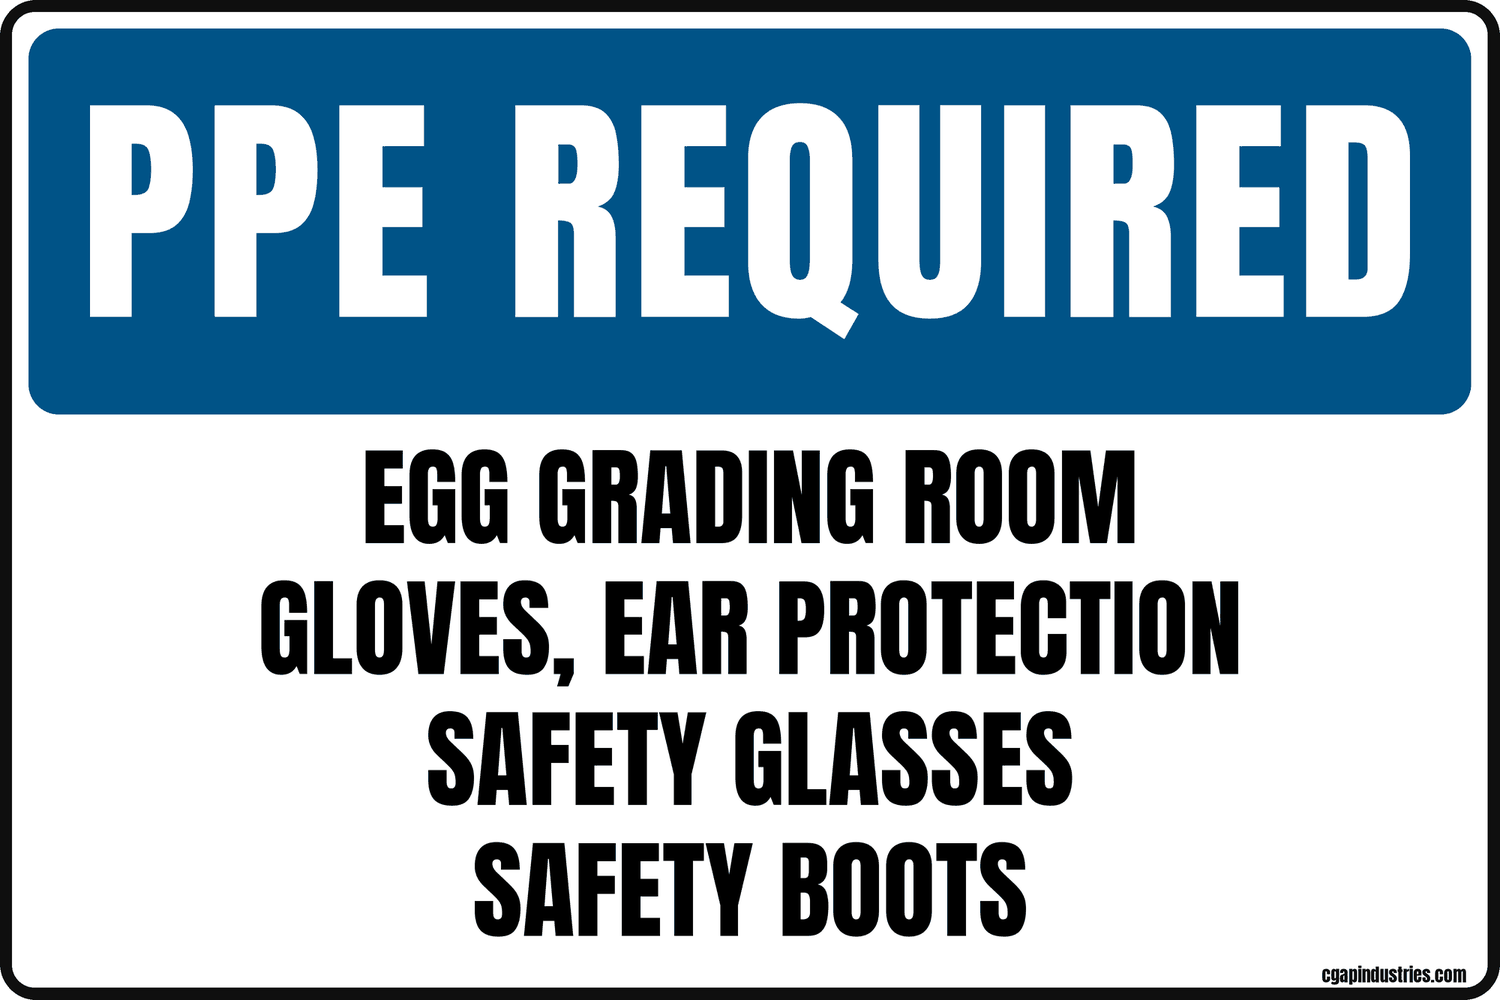 PPE REQUIRED
EGG GRADING ROOM
GLOVES, EAR PROTECTION
SAFETY GLASSES
SAFETY BOOTS
cgapindustries.com